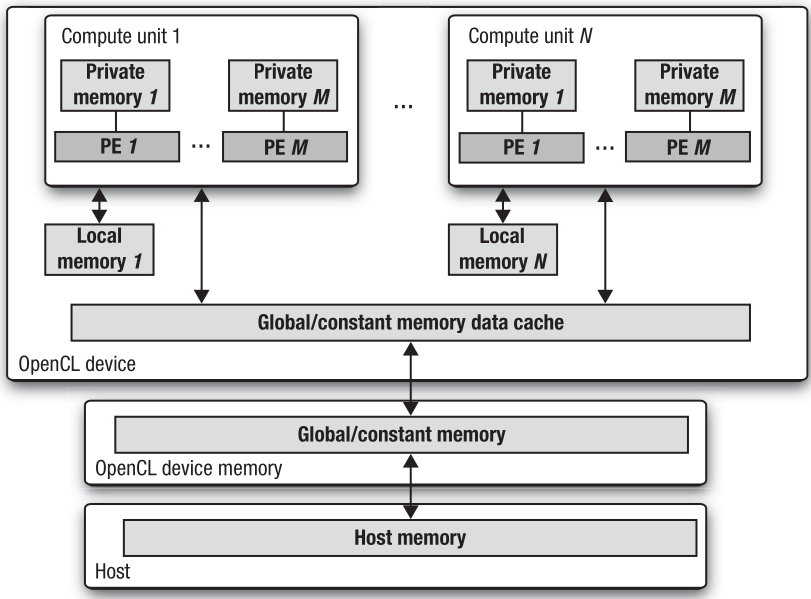 Compute unit 1
Private
memory 1
Private
memory M
PE 1
...
PE M
...
Compute unit N
Private
memory 1
Private
memory M
PE 1
...
PE M
Local
memory 1
Local
memory N
Global/constant memory data cache
OpenCL device
Global/constant memory
OpenCL device memory
Host memory
Host